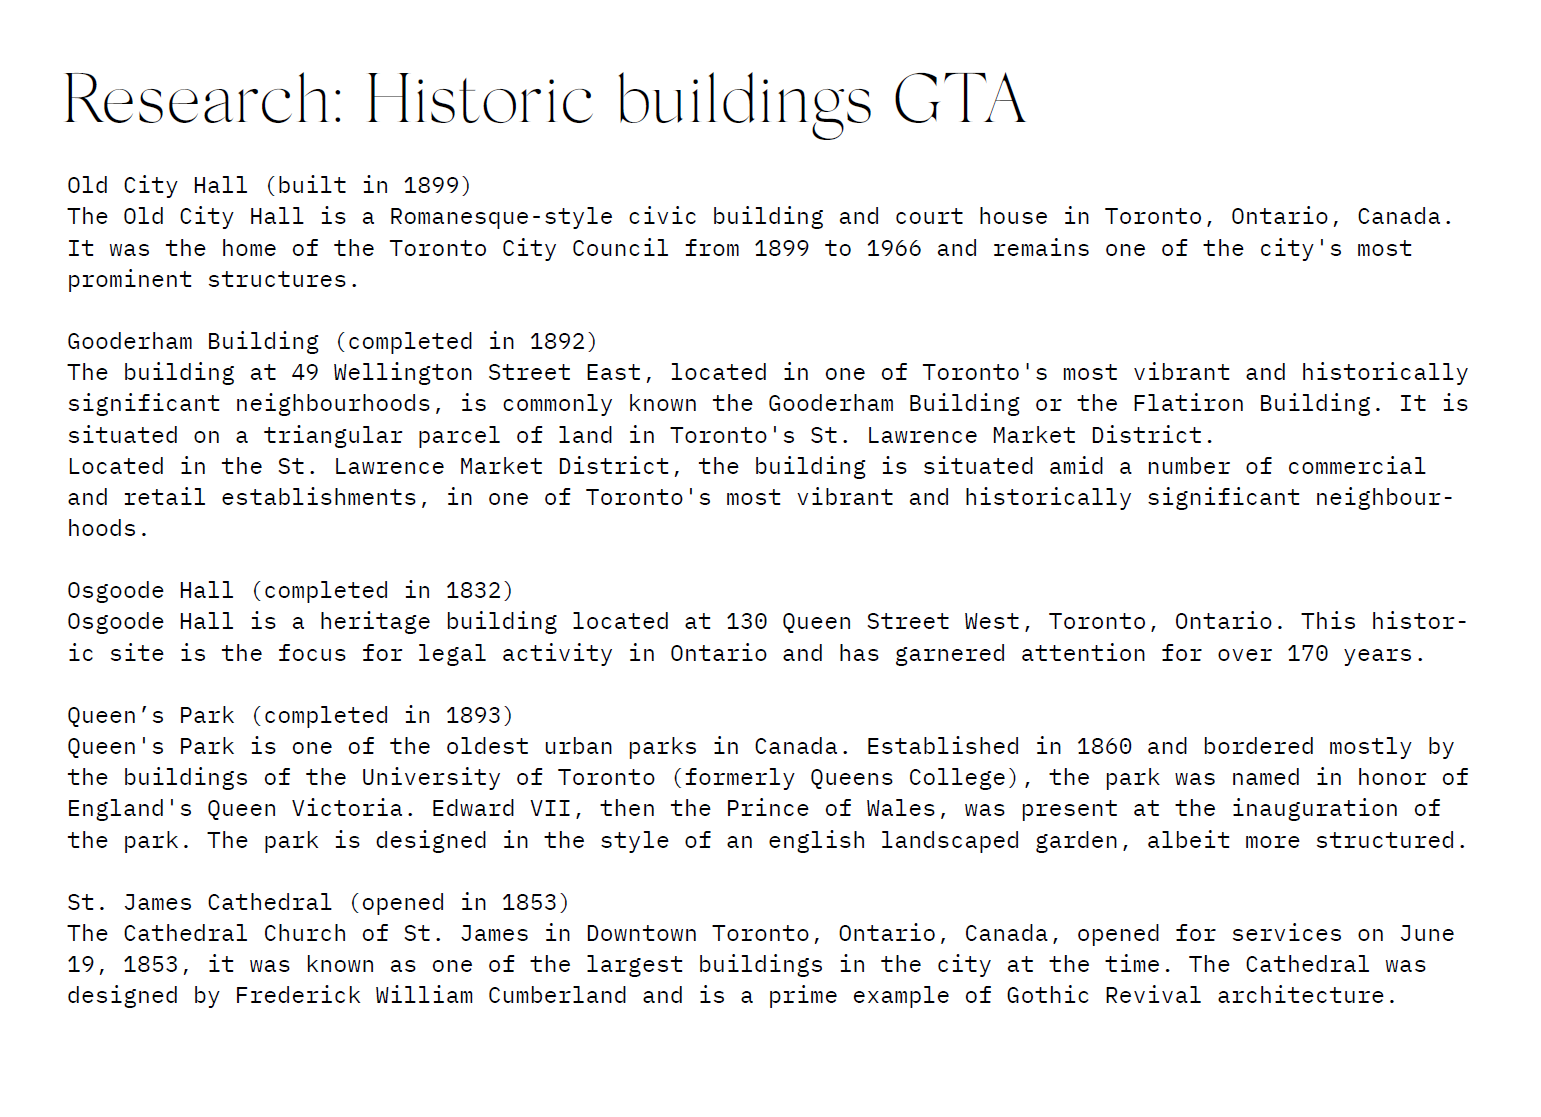 Research: Historic buildings GTA
Old City Hall (built in 1899)
The Old City Hall is a Romanesque-style civic building and court house in Toronto, Ontario, Canada.
It was the home of the Toronto City Council from 1899 to 1966 and remains one of the city's most
prominent structures.
Gooderham Building (completed in 1892)
The building at 49 Wellington Street East, located in one of Toronto's most vibrant and historically
significant neighbourhoods, is commonly known the Gooderham Building or the Flatiron Building. It is
situated on a triangular parcel of land in Toronto's St. Lawrence Market District.
Located in the St. Lawrence Market District, the building is situated amid a number of commercial
and retail establishments, in one of Toronto's most vibrant and historically significant neighbour-
hoods.
Osgoode Hall (completed in 1832)
Osgoode Hall is a heritage building located at 130 Queen Street West, Toronto, Ontario. This histor-
ic site is the focus for legal activity in Ontario and has garnered attention for over 170 years.
Queen’s Park (completed in 1893)
Queen's Park is one of the oldest urban parks in Canada. Established in 1860 and bordered mostly by
the buildings of the University of Toronto (formerly Queens College), the park was named in honor of
England's Queen Victoria. Edward VII, then the Prince of Wales, was present at the inauguration of
the park. The park is designed in the style of an english landscaped garden, albeit more structured.
St. James Cathedral (opened in 1853)
The Cathedral Church of St. James in Downtown Toronto, Ontario, Canada, opened for services on June
19, 1853, it was known as one of the largest buildings in the city at the time. The Cathedral was
designed by Frederick William Cumberland and is a prime example of Gothic Revival architecture.